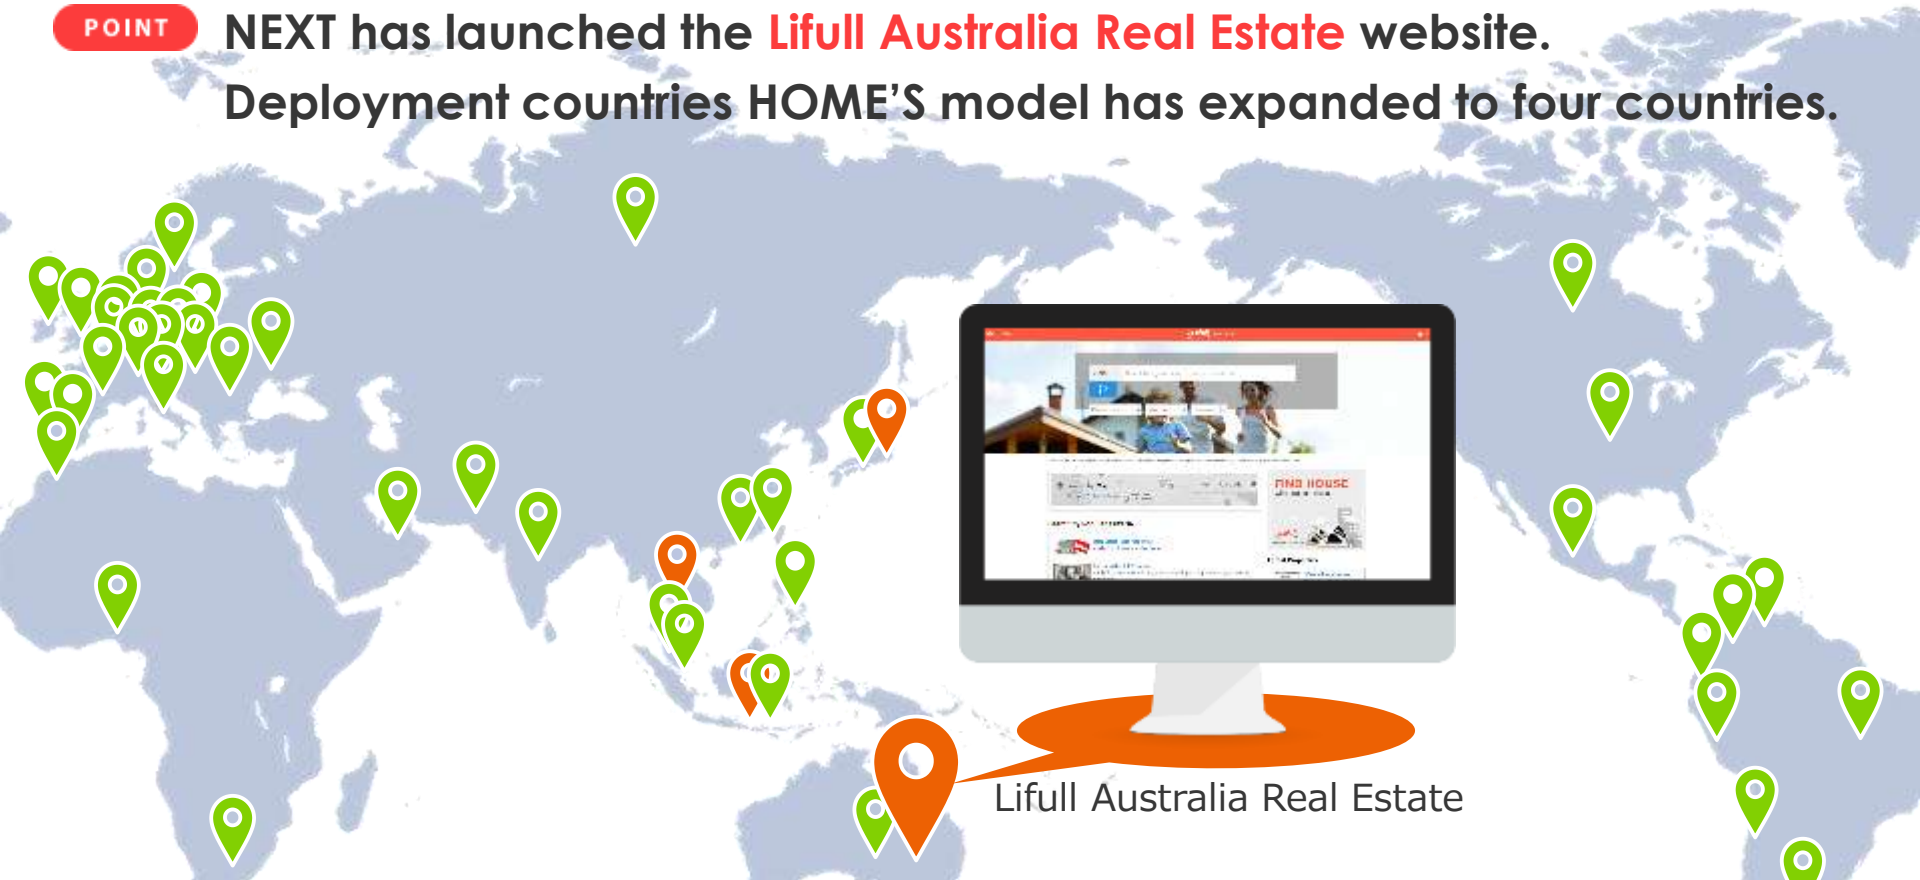 POINT
NEXT has launched the Lifull Australia Real Estate website.
Deployment countries HOME’S model has expanded to four countries.
FIND HOUSE
Lifull Australia Real Estate